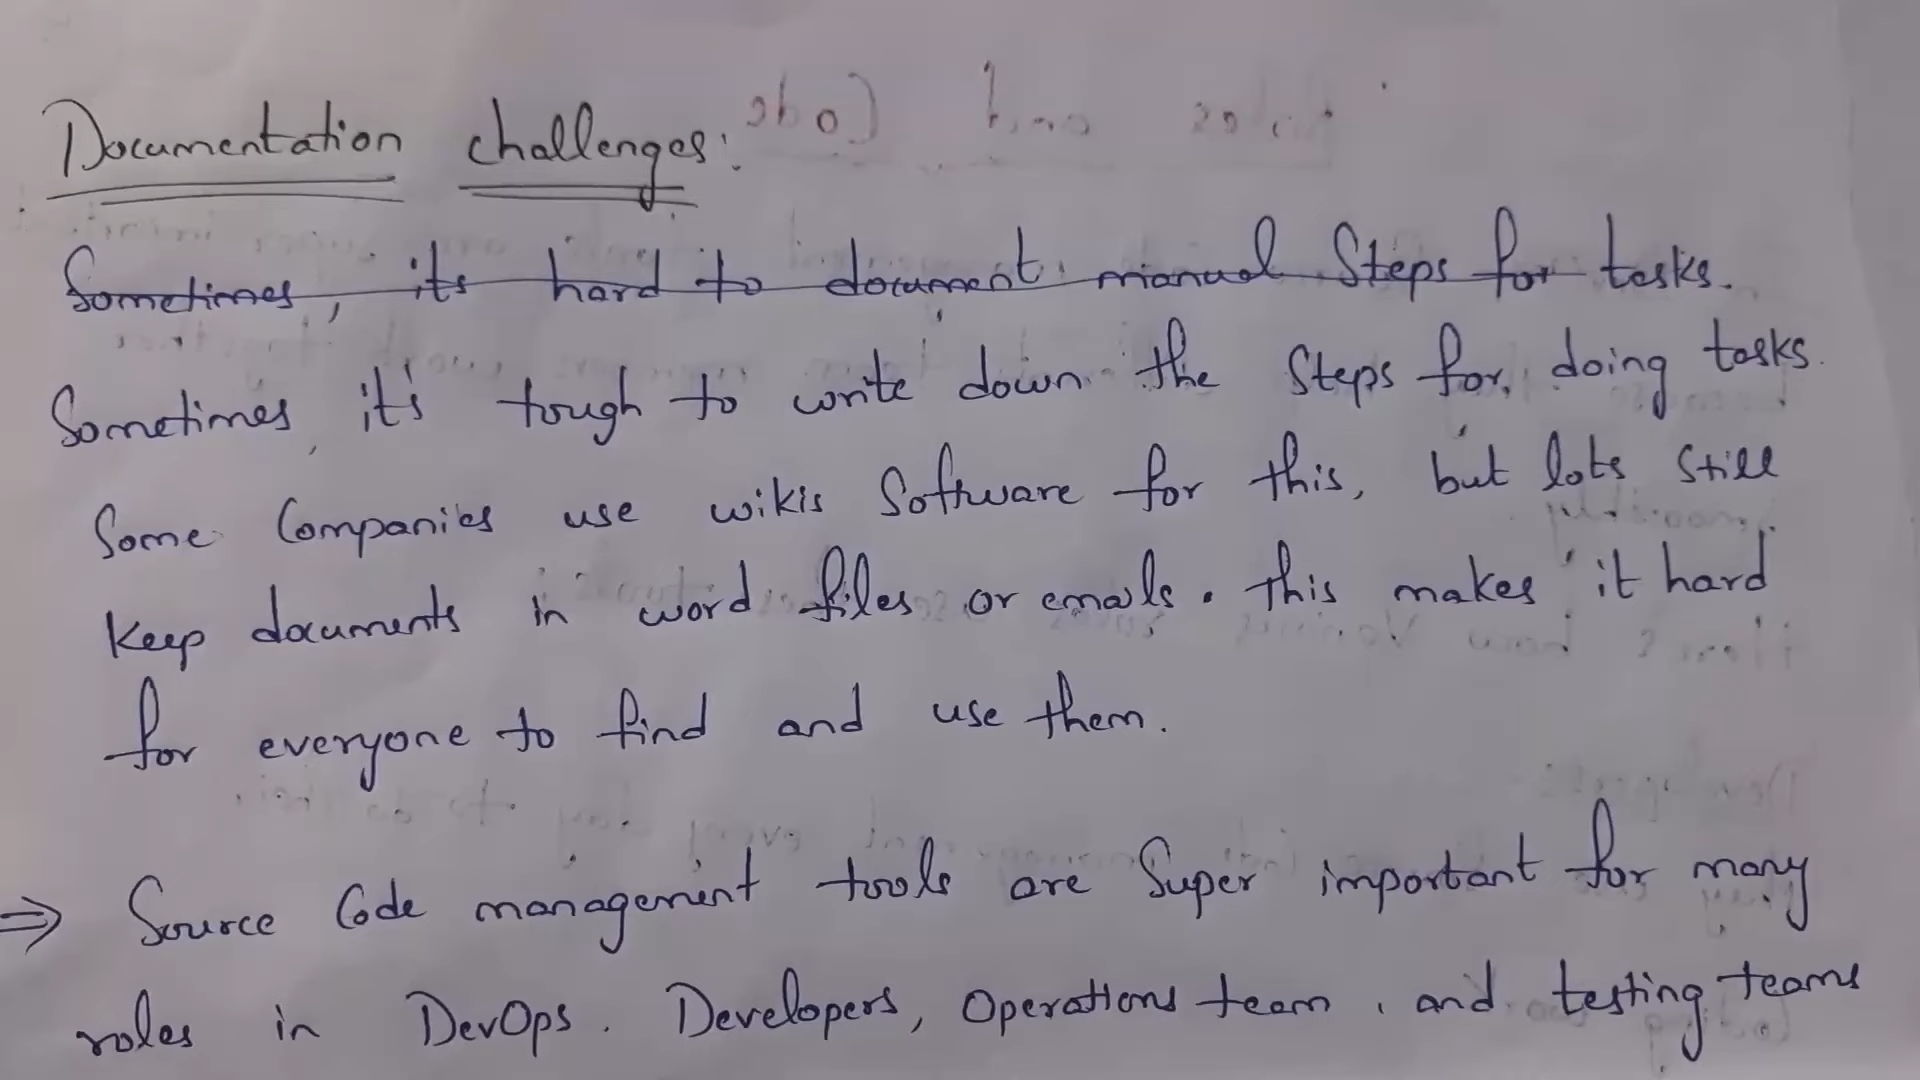 Documentation challenges:
Sometimes, its hard to document manual Steps for tasks.
Sometimes, it's tough to write down the Steps for doing tasks.
Some Companies use wikis Software for this, but lots still
keep documents in word files or emails. this makes it hard
for everyone to find and use them.
⇒ Source Code management tools are Super important for many
roles in DevOps. Developers, Operations team, and testing teams